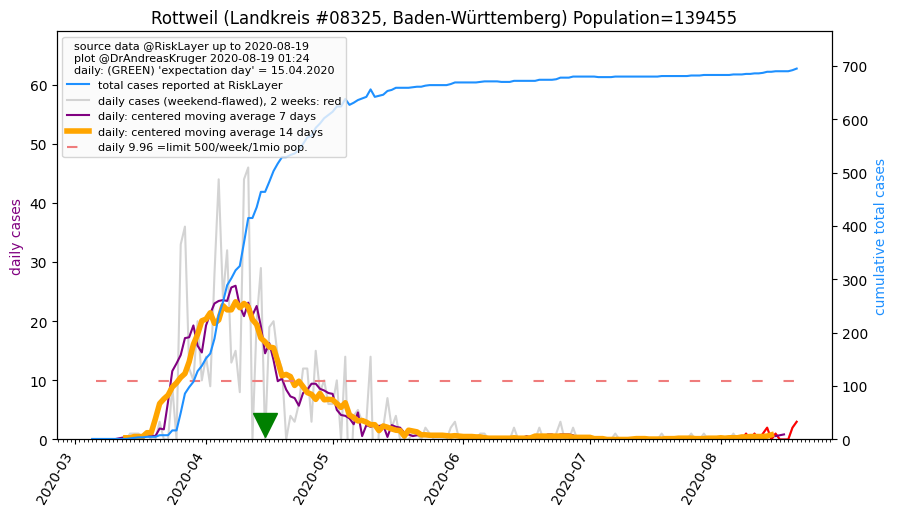 Rottweil (Landkreis #08325, Baden-Württemberg) Population=139455
source data @RiskLayer up to 2020-08-19
plot @DrAndreasKruger 2020-08-19 01:24
daily: (GREEN) 'expectation day' = 15.04.2020
total cases reported at RiskLayer
daily cases (weekend-flawed), 2 weeks: red
daily: centered moving average 7 days
daily: centered moving average 14 days
daily 9.96 =limit 500/week/1mio pop.
daily cases
60
50
40
30
20
10
0
cumulative total cases
700
600
500
400
300
200
100
0
2020-03
2020-04
2020-05
2020-06
2020-07
2020-08